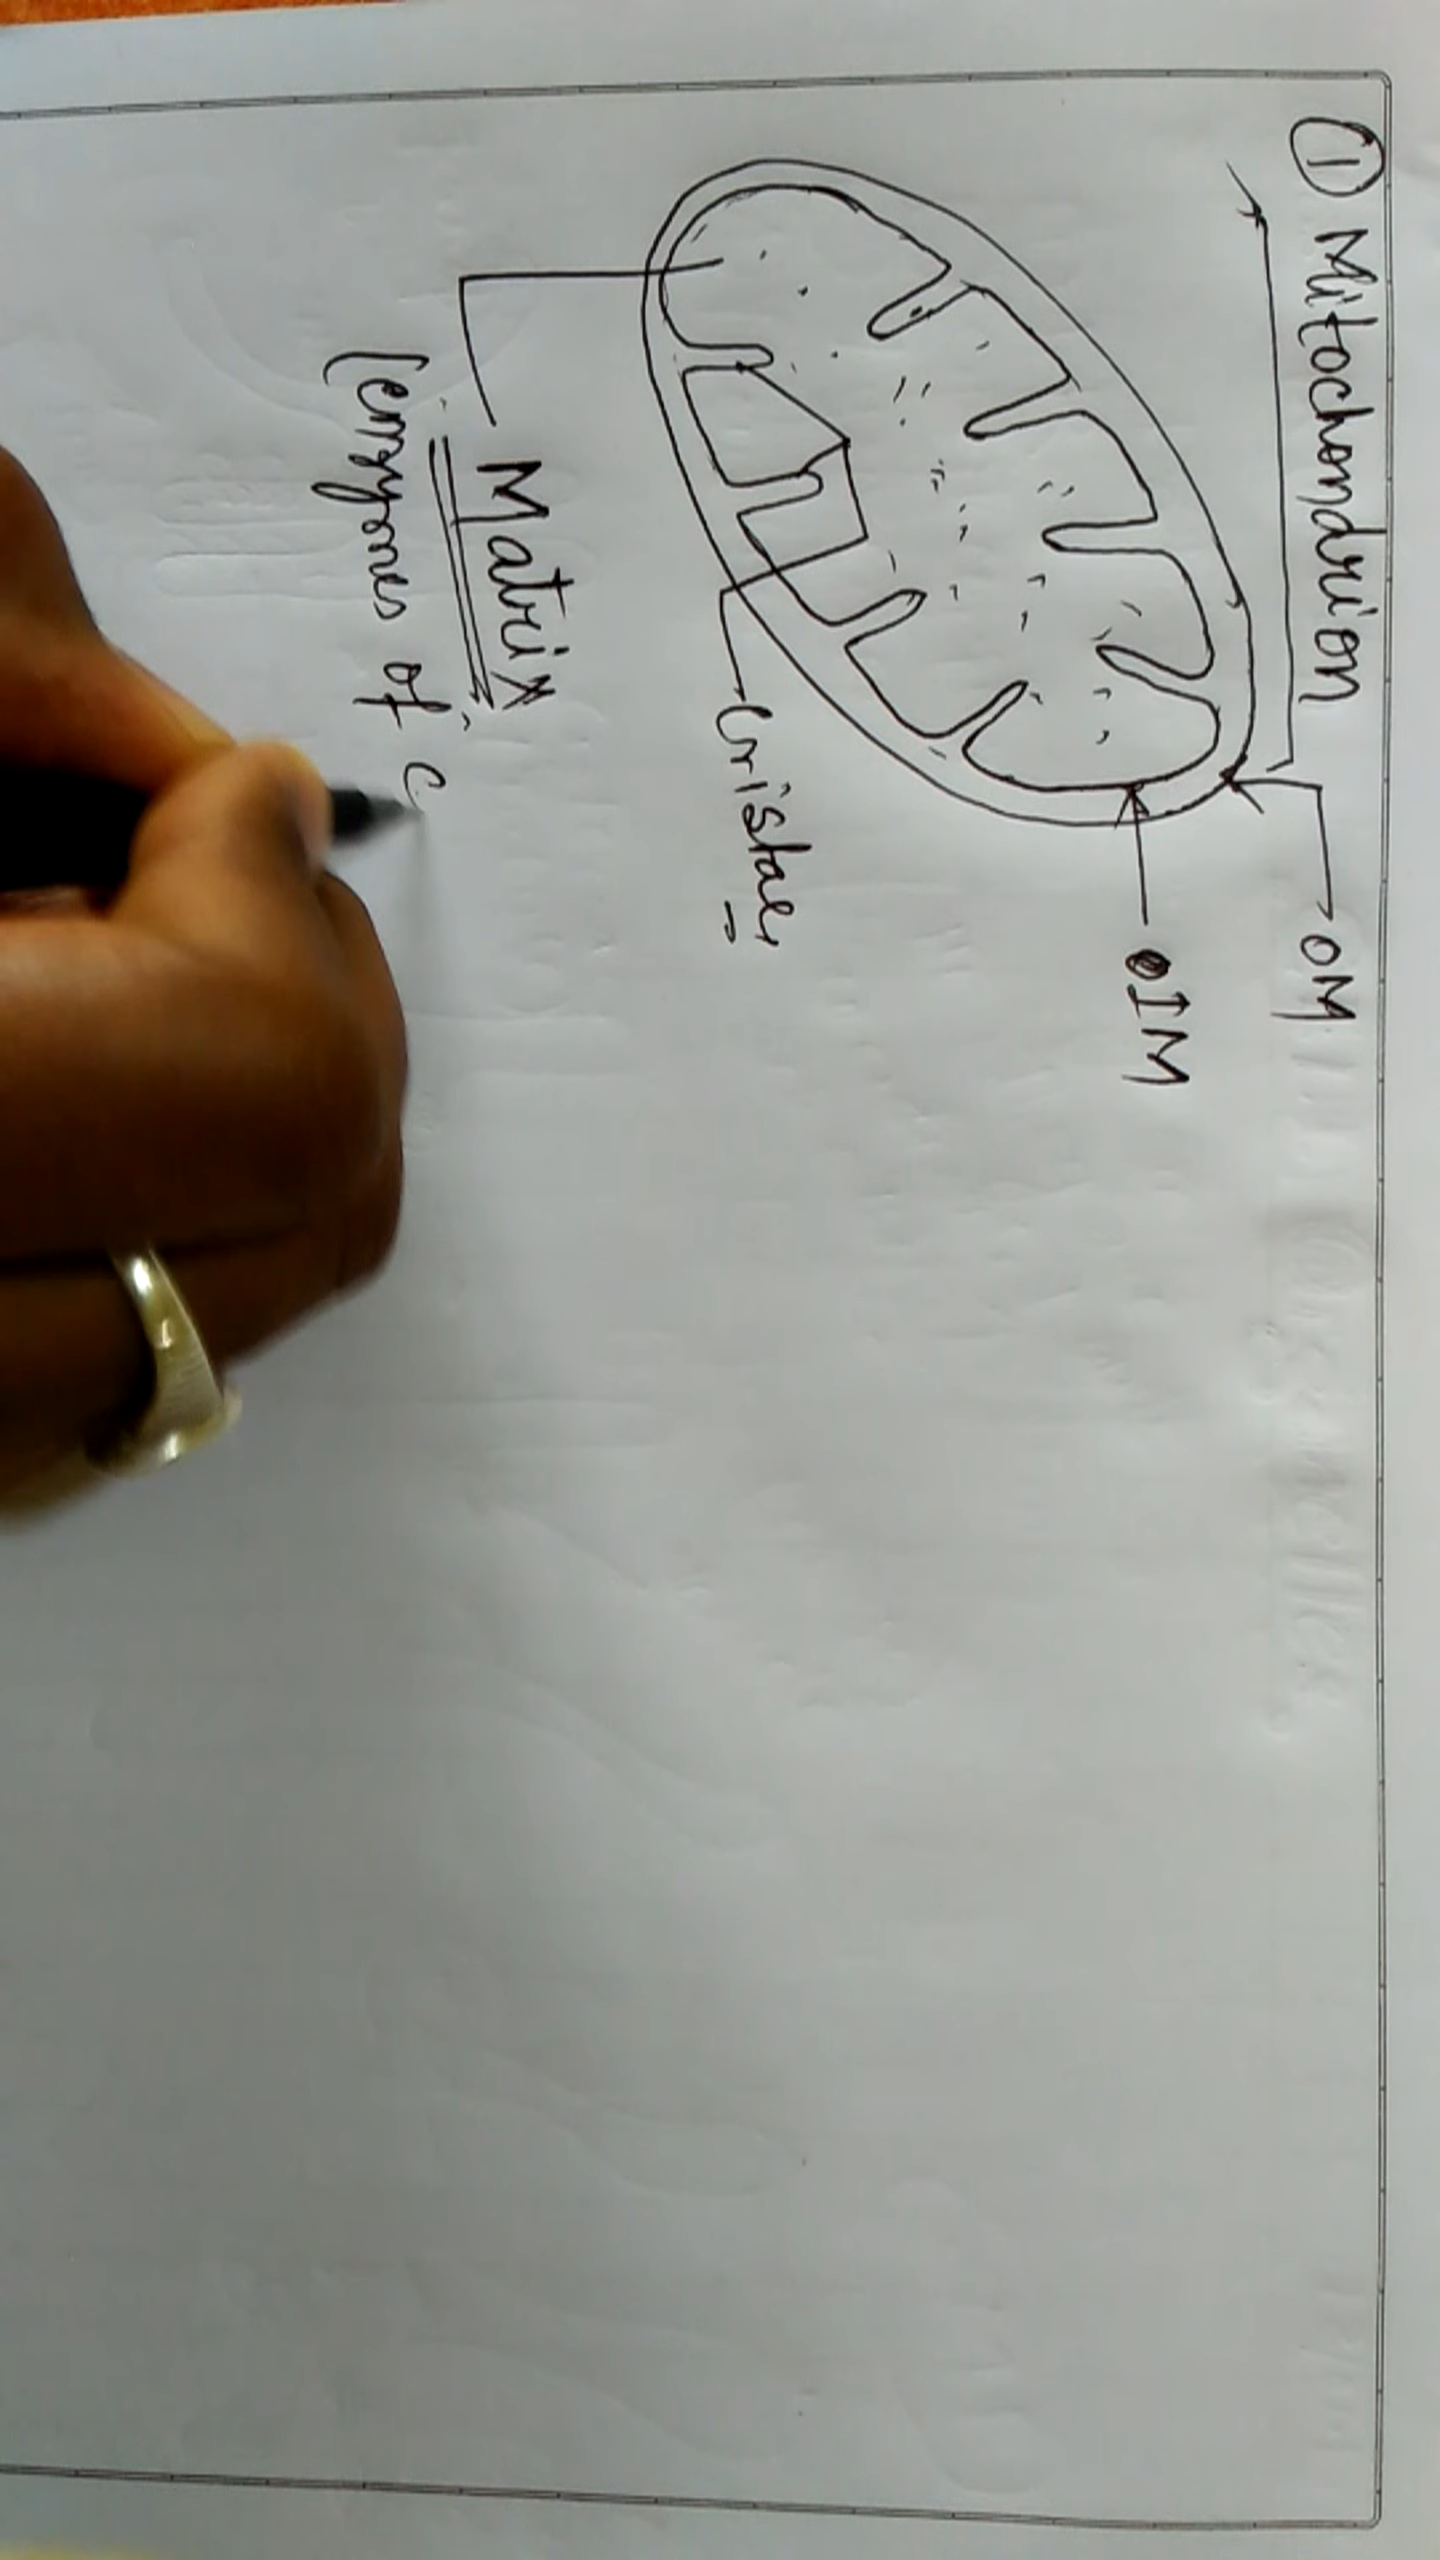 ① Mitochondrion
OM
IM
Cristae
Matrix
(enzymes of c